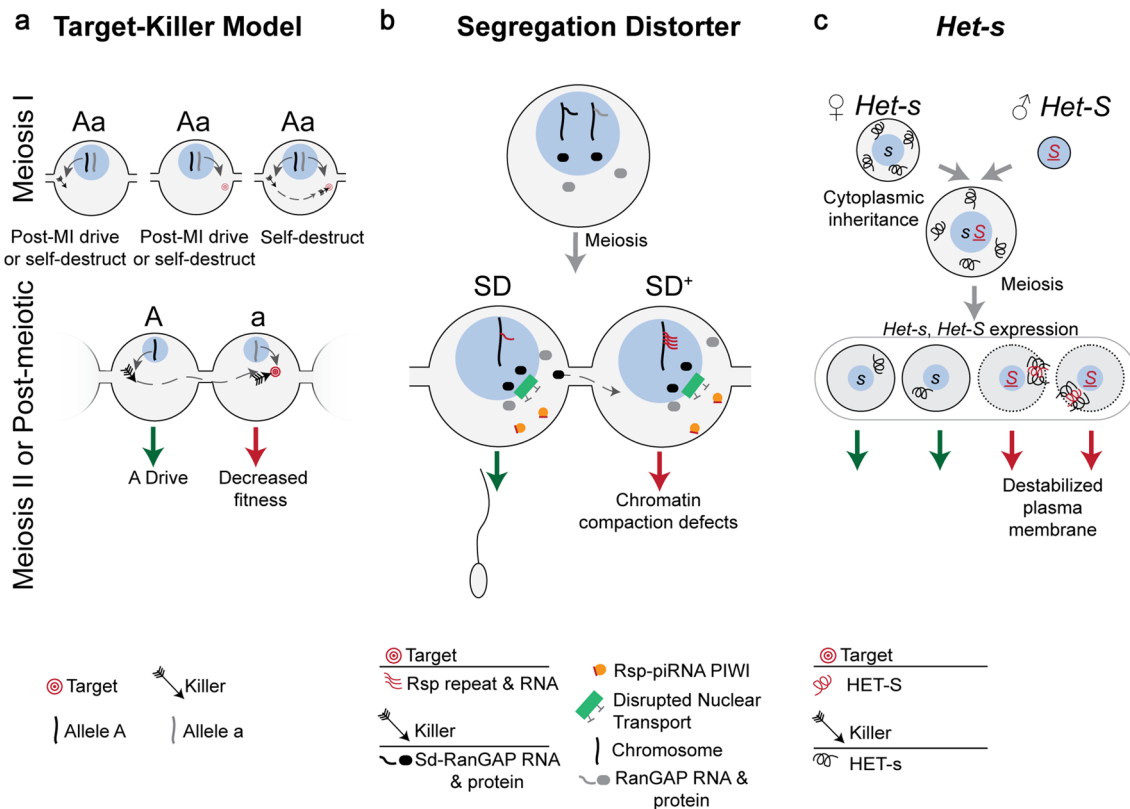 a Target-Killer Model
Meiosis I
Aa
Aa
Aa
Post-MI drive
or self-destruct
Post-MI drive
or self-destruct
Self-destruct
Meiosis II or Post-meiotic
A
a
A Drive
Decreased
fitness
Target
Killer
Allele A
Allele a
b Segregation Distorter
Meiosis
SD
SD+
Chromatin
compaction defects
Target
Rsp repeat & RNA
Killer
Sd-RanGAP RNA
& protein
Rsp-piRNA PIWI
Disrupted Nuclear
Transport
Chromosome
RanGAP RNA &
protein
c Het-s
♀ Het-s
♂ Het-S
s
S
Cytoplasmic
inheritance
s S
Meiosis
Het-s, Het-S expression
s
s
S
S
Destabilized
plasma
membrane
Target
HET-S
Killer
HET-s